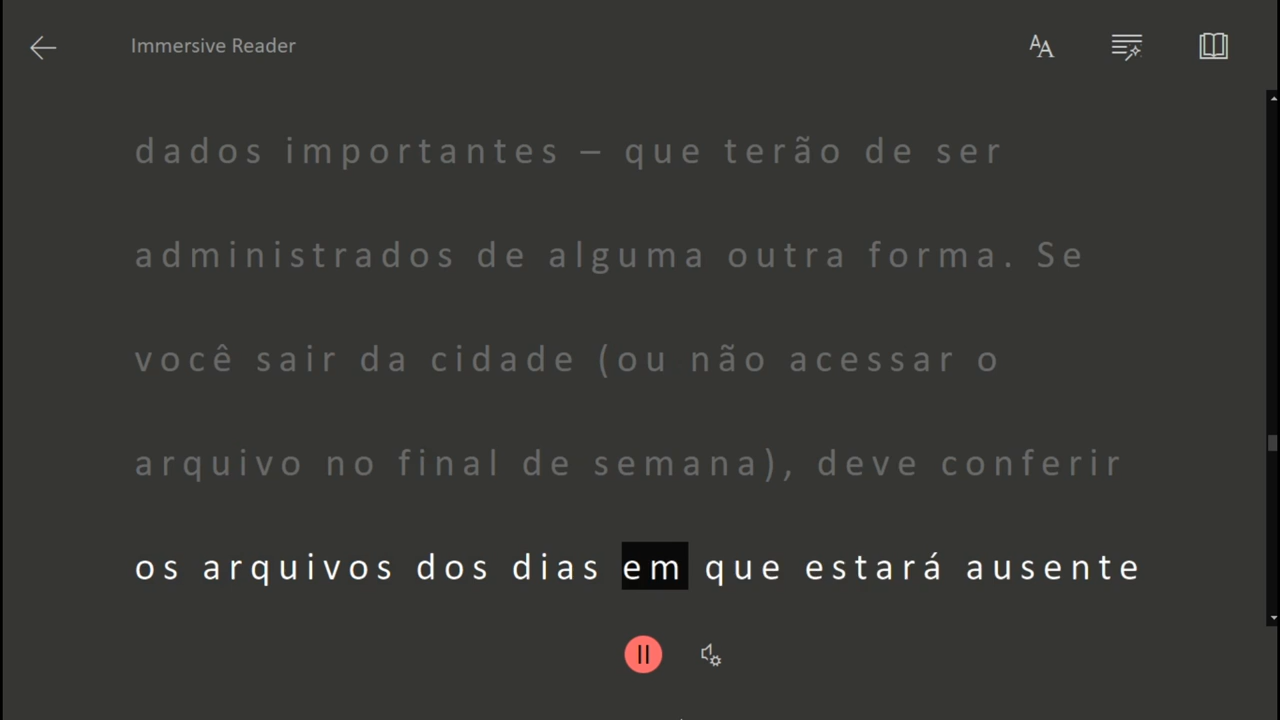 Immersive Reader
dados importantes – que terão de ser
administrados de alguma outra forma. Se
você sair da cidade (ou não acessar o
arquivo no final de semana), deve conferir
os arquivos dos dias em que estará ausente